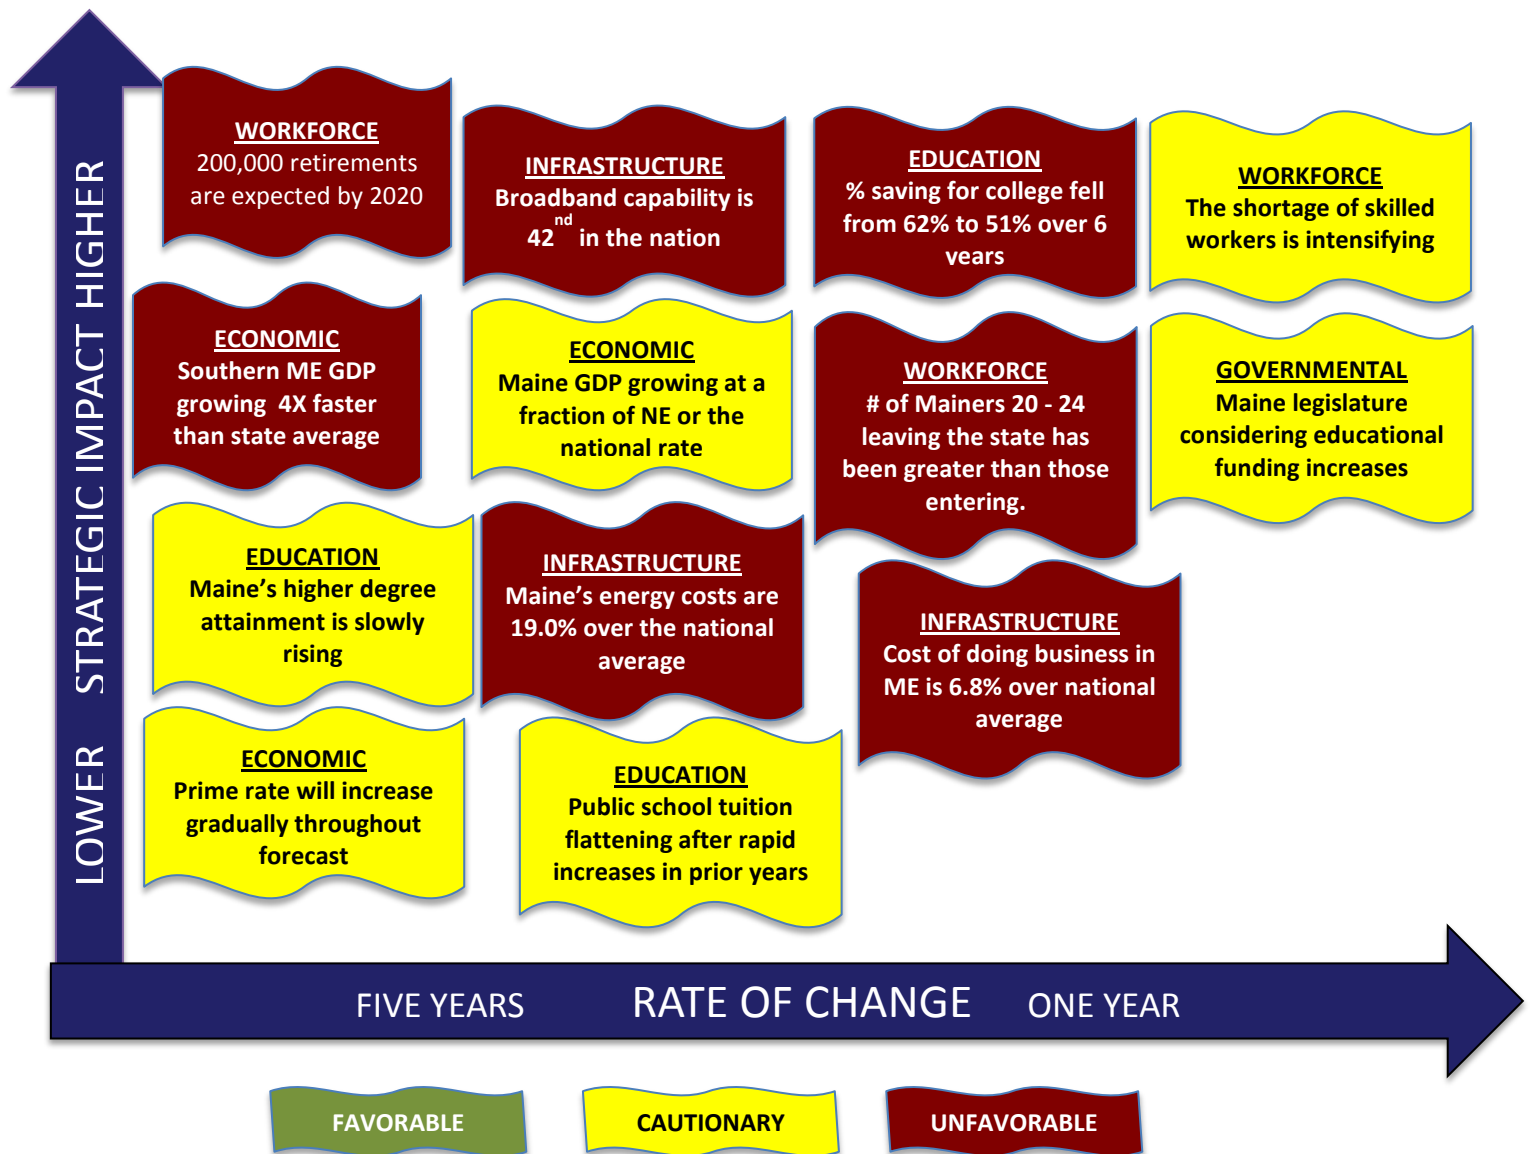 WORKFORCE
200,000 retirements
are expected by 2020
INFRASTRUCTURE
Broadband capability is
42nd in the nation
EDUCATION
% saving for college fell
from 62% to 51% over 6
years
WORKFORCE
The shortage of skilled
workers is intensifying
ECONOMIC
Southern ME GDP
growing 4X faster
than state average
ECONOMIC
Maine GDP growing at a
fraction of NE or the
national rate
WORKFORCE
# of Mainers 20 - 24
leaving the state has
been greater than those
entering.
GOVERNMENTAL
Maine legislature
considering educational
funding increases
EDUCATION
Maine’s higher degree
attainment is slowly
rising
INFRASTRUCTURE
Maine’s energy costs are
19.0% over the national
average
INFRASTRUCTURE
Cost of doing business in
ME is 6.8% over national
average
ECONOMIC
Prime rate will increase
gradually throughout
forecast
EDUCATION
Public school tuition
flattening after rapid
increases in prior years
LOWER STRATEGIC IMPACT HIGHER
FIVE YEARS RATE OF CHANGE ONE YEAR
FAVORABLE
CAUTIONARY
UNFAVORABLE